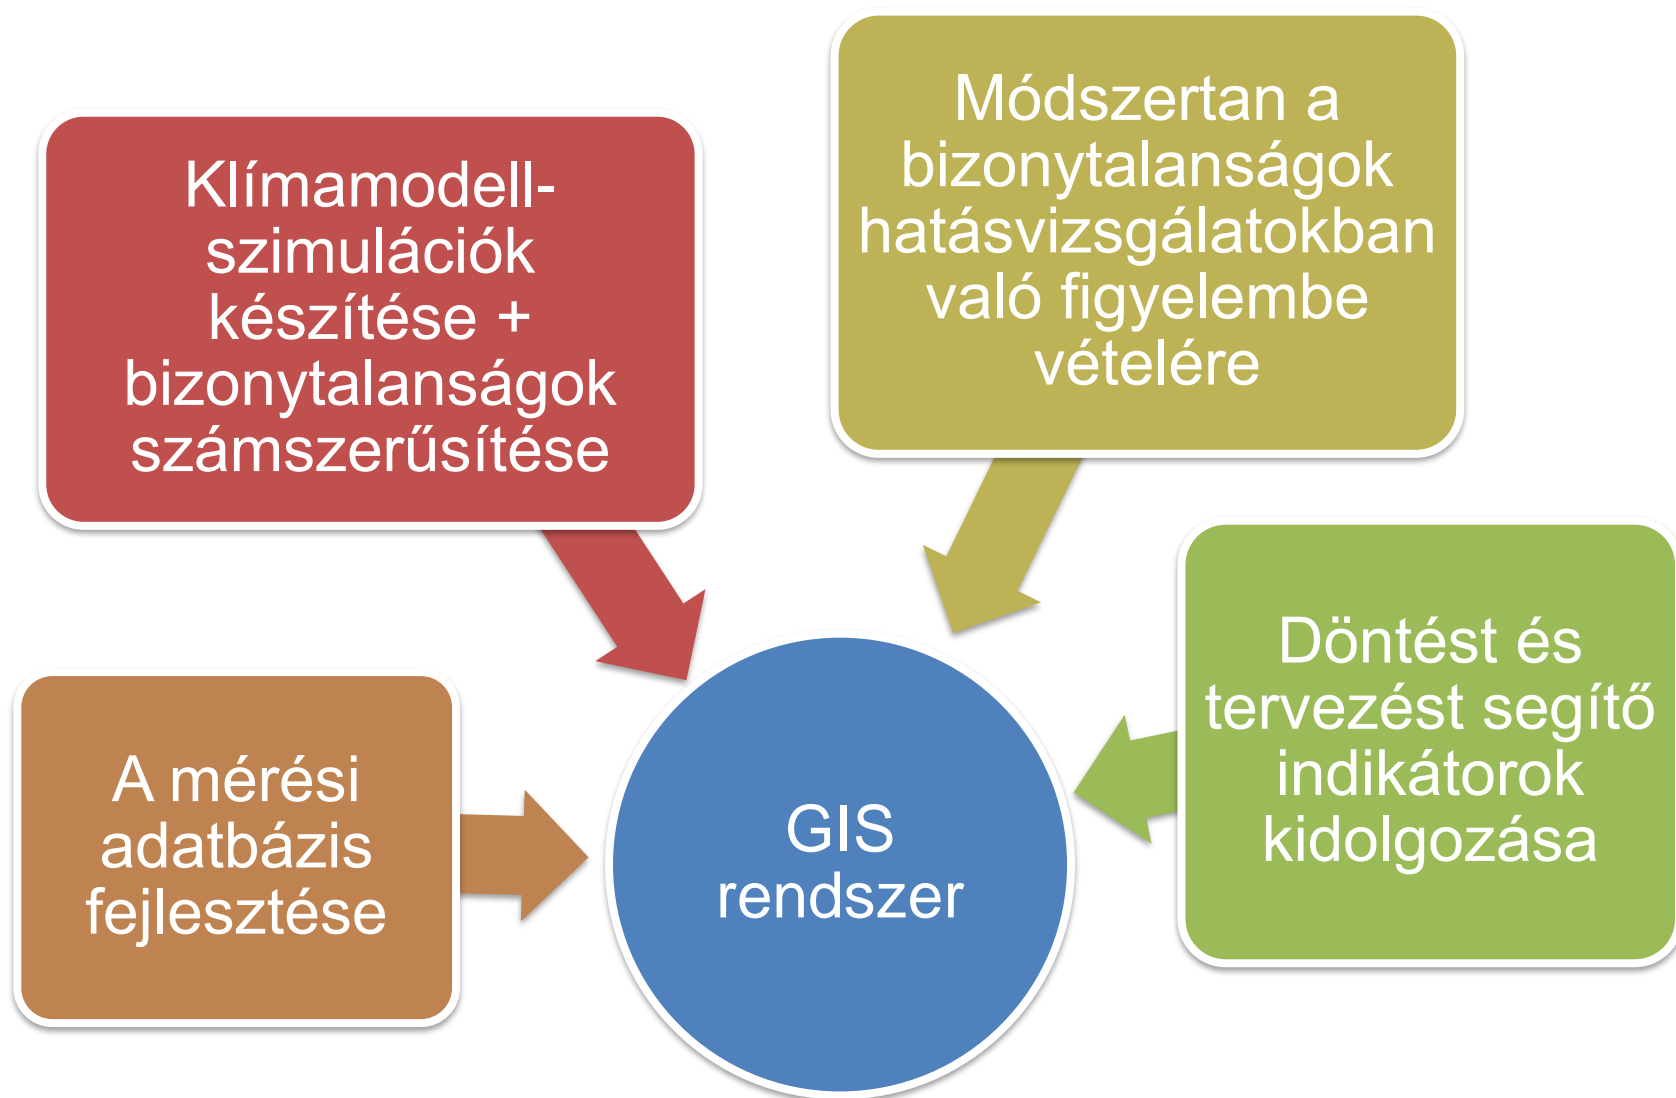 Klímamodell-
szimulációk
készítése +
bizonytalanságok
számszerűsítése
Módszertan a
bizonytalanságok
hatásvizsgálatokban
való figyelembe
vételére
Döntést és
tervezést segítő
indikátorok
kidolgozása
A mérési
adatbázis
fejlesztése
GIS
rendszer